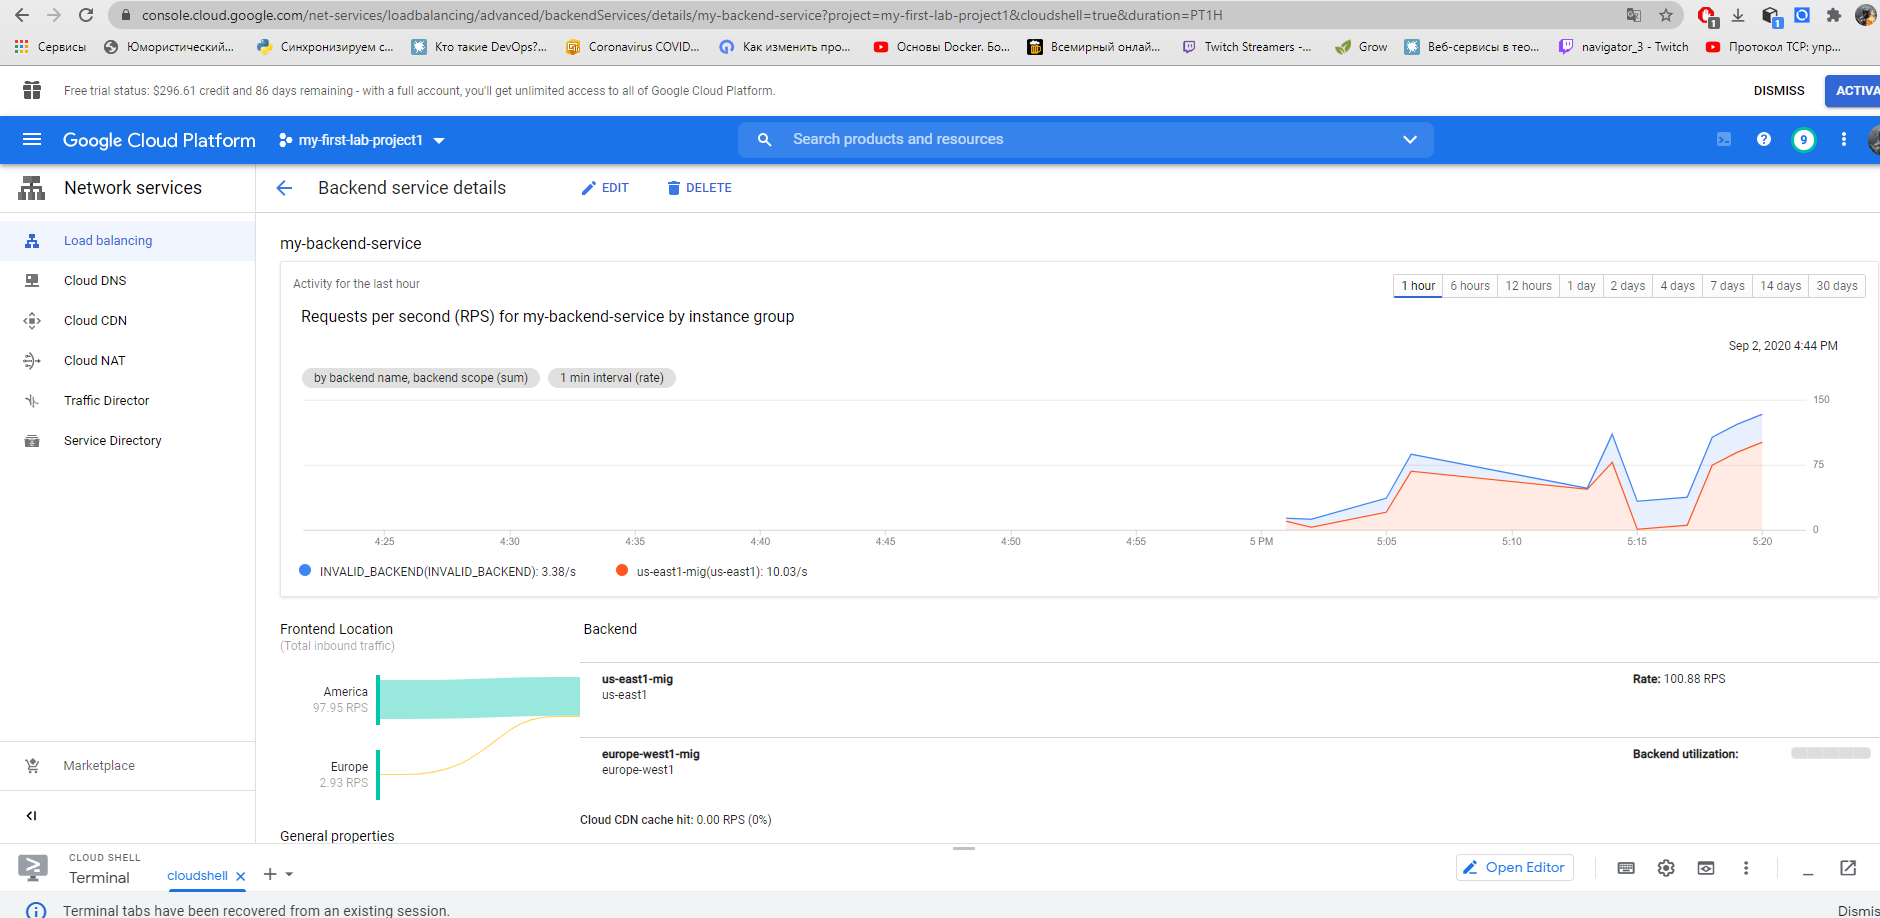 console.cloud.google.com/net-services/loadbalancing/advanced/backendServices/details/my-backend-service?project=my-first-lab-project1&cloudshell=true&duration=PT1H
1 1
Сервисы Юмористический... Синхронизируем с... Кто такие DevOps?... Coronavirus COVID... Как изменить про... Основы Docker. Бо... Всемирный онлай... Twitch Streamers -... Grow Веб-сервисы в тео... navigator_3 - Twitch Протокол TCP: упр...
Free trial status: $296.61 credit and 86 days remaining - with a full account, you'll get unlimited access to all of Google Cloud Platform.
DISMISS
ACTIVA
Google Cloud Platform
my-first-lab-project1
Search products and resources
9
Network services
Backend service details
EDIT
DELETE
Load balancing
Cloud DNS
Cloud CDN
Cloud NAT
Traffic Director
Service Directory
Marketplace
my-backend-service
Activity for the last hour
1 hour 6 hours 12 hours 1 day 2 days 4 days 7 days 14 days 30 days
Requests per second (RPS) for my-backend-service by instance group
Sep 2, 2020 4:44 PM
by backend name, backend scope (sum)
1 min interval (rate)
150
75
0
4:25 4:30 4:35 4:40 4:45 4:50 4:55 5 PM 5:05 5:10 5:15 5:20
INVALID_BACKEND(INVALID_BACKEND): 3.38/s
us-east1-mig(us-east1): 10.03/s
Frontend Location
(Total inbound traffic)
Backend
America
97.95 RPS
us-east1-mig
us-east1
Rate: 100.88 RPS
Europe
2.93 RPS
europe-west1-mig
europe-west1
Backend utilization:
Cloud CDN cache hit: 0.00 RPS (0%)
General properties
CLOUD SHELL
Terminal
cloudshell
Open Editor
Terminal tabs have been recovered from an existing session.
Dismis